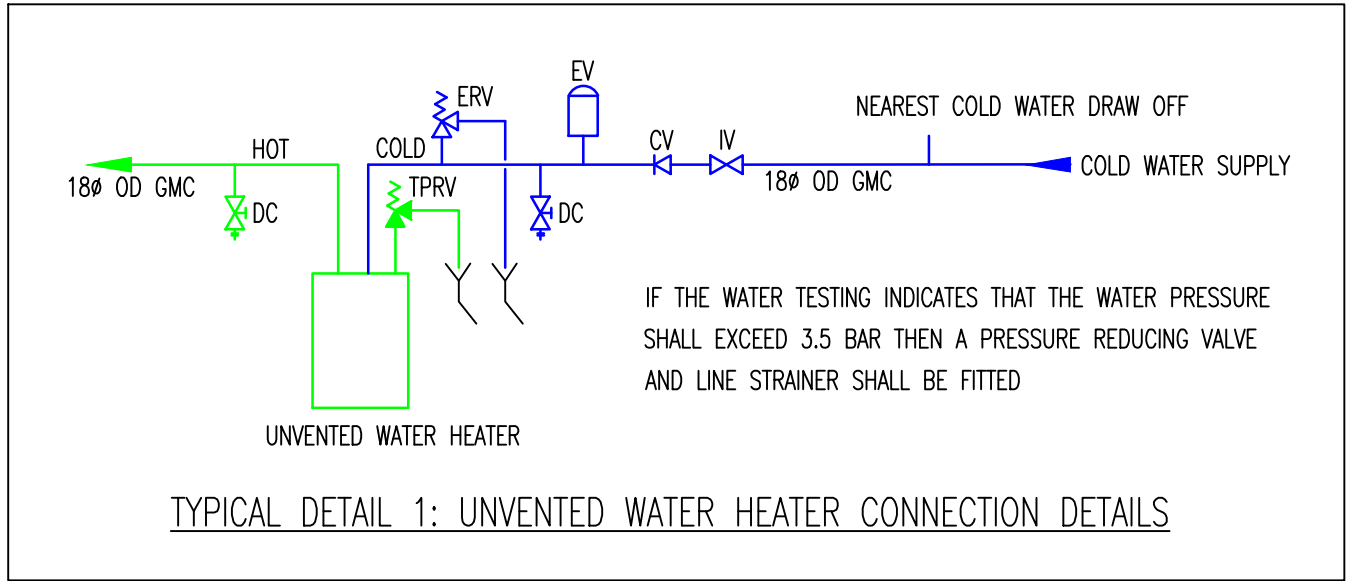 EV
ERV
NEAREST COLD WATER DRAW OFF
HOT
COLD
CV
IV
COLD WATER SUPPLY
18Ø OD GMC
TPRV
18Ø OD GMC
DC
DC
IF THE WATER TESTING INDICATES THAT THE WATER PRESSURE
SHALL EXCEED 3.5 BAR THEN A PRESSURE REDUCING VALVE
AND LINE STRAINER SHALL BE FITTED
UNVENTED WATER HEATER
TYPICAL DETAIL 1: UNVENTED WATER HEATER CONNECTION DETAILS